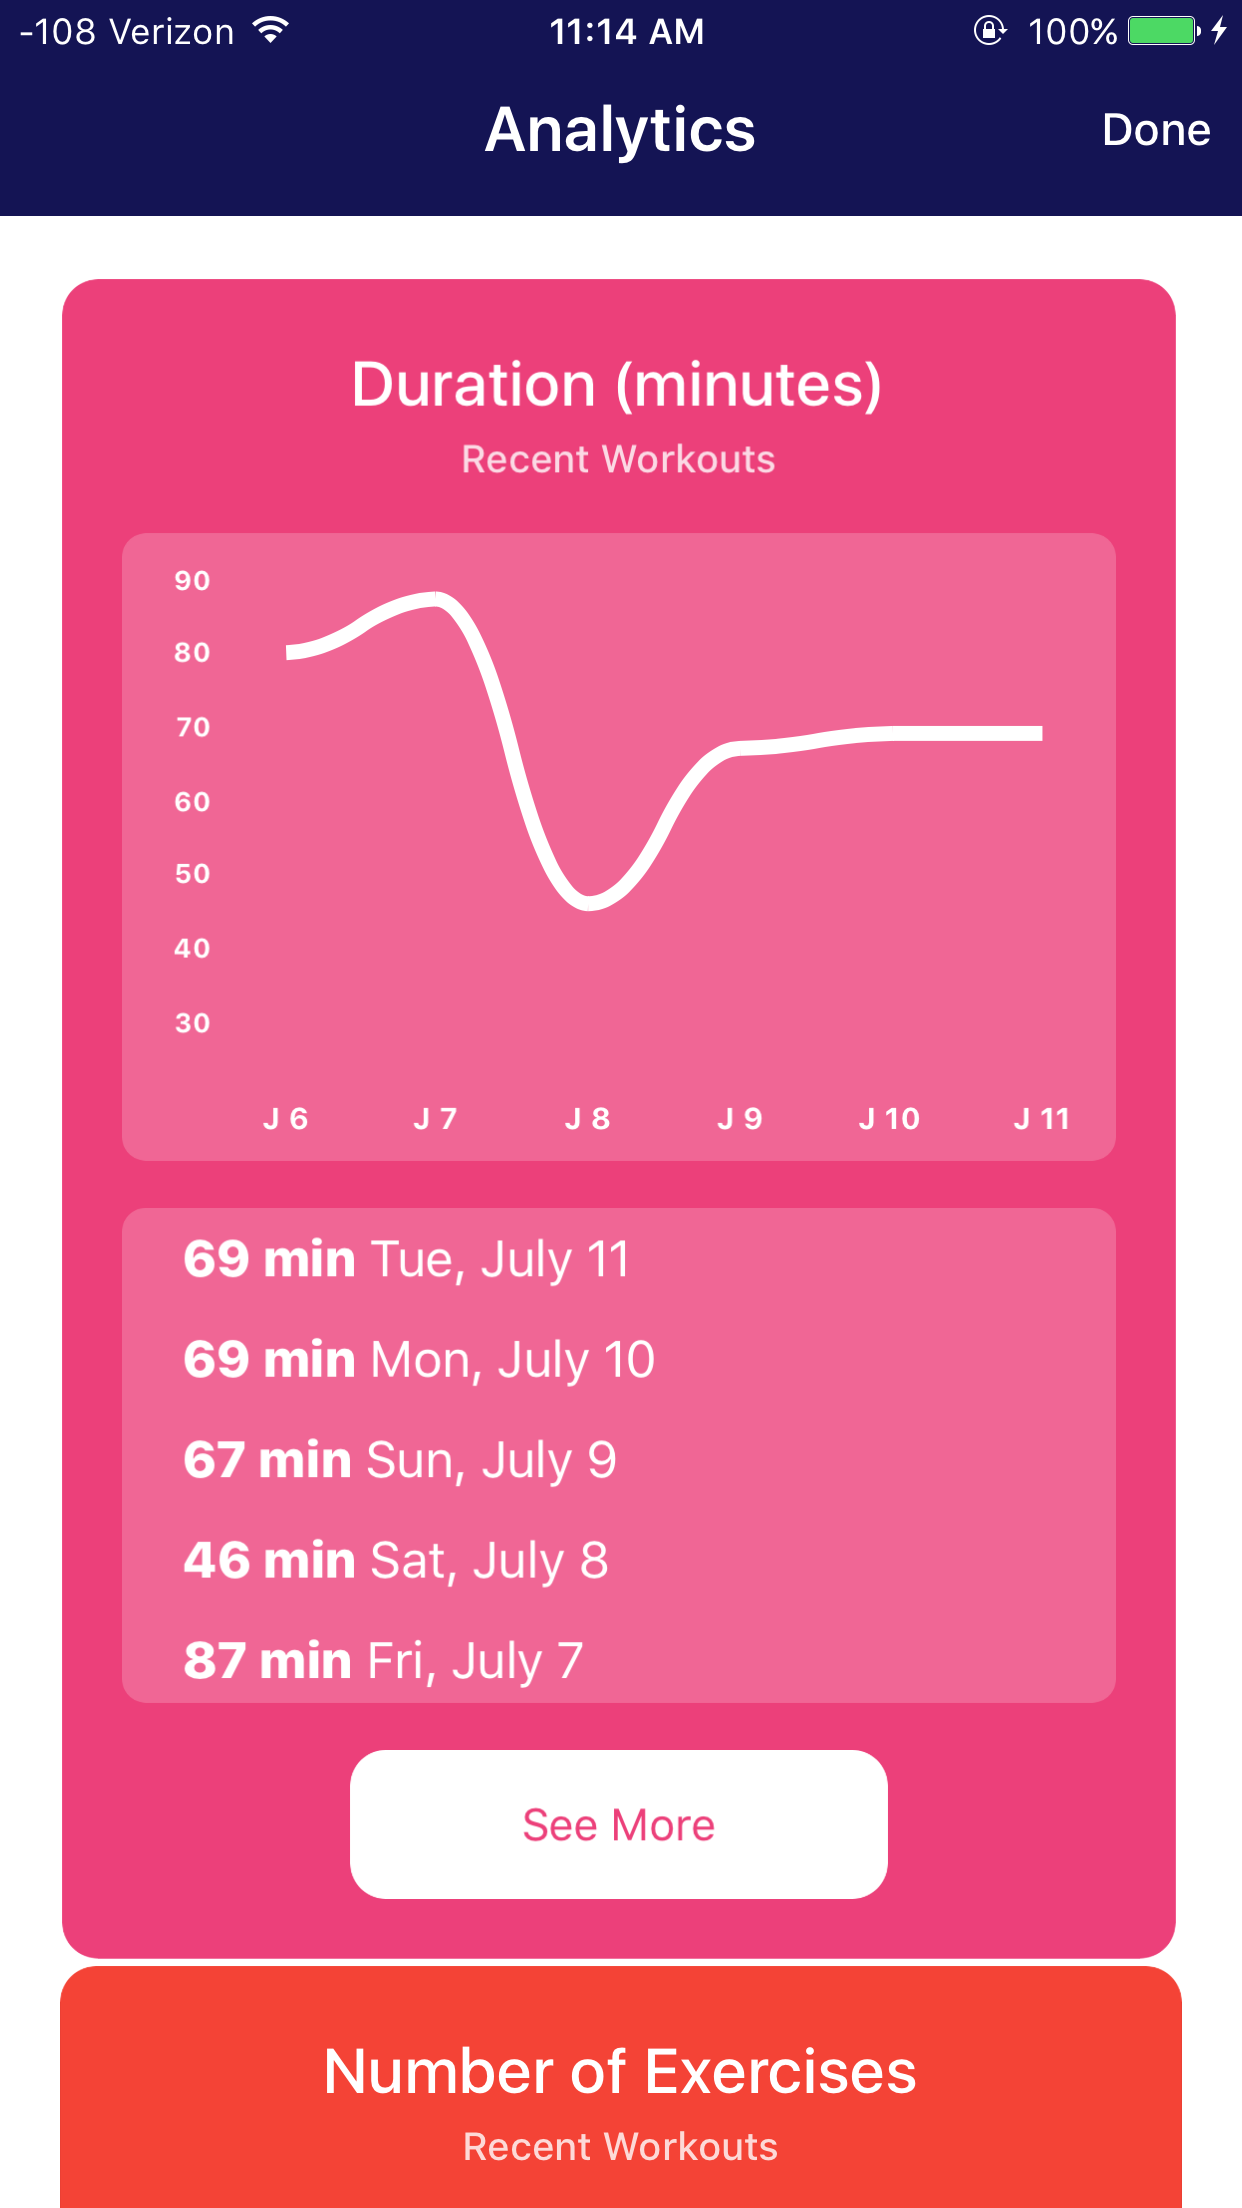 -108 Verizon 11:14 AM 100%
Analytics Done
Duration (minutes)
Recent Workouts
90
80
70
60
50
40
30
J 6 J 7 J 8 J 9 J 10 J 11
69 min Tue, July 11
69 min Mon, July 10
67 min Sun, July 9
46 min Sat, July 8
87 min Fri, July 7
See More
Number of Exercises
Recent Workouts